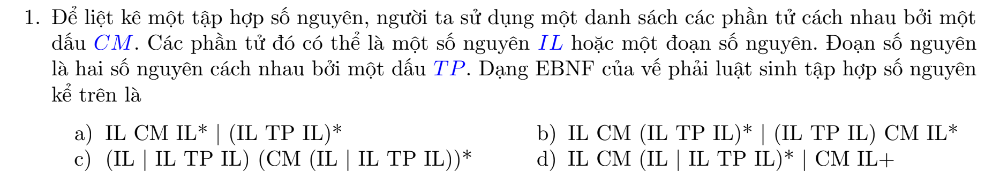 1. Để liệt kê một tập hợp số nguyên, người ta sử dụng một danh sách các phần tử cách nhau bởi một
dấu CM. Các phần tử đó có thể là một số nguyên IL hoặc một đoạn số nguyên. Đoạn số nguyên
là hai số nguyên cách nhau bởi một dấu TP. Dạng EBNF của vế phải luật sinh tập hợp số nguyên
kể trên là
a) IL CM IL* | (IL TP IL)*
b) IL CM (IL TP IL)* | (IL TP IL) CM IL*
c) (IL | IL TP IL) (CM (IL | IL TP IL))*
d) IL CM (IL | IL TP IL)* | CM IL+